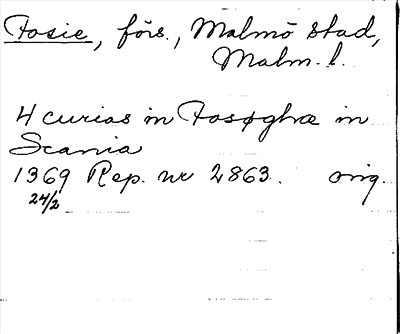 Fosie, förs., Malmö stad,
Malm. l.
4 curias in Fosøghæ in
Scania
1369 Rep. nr 2863. orig.
24/2